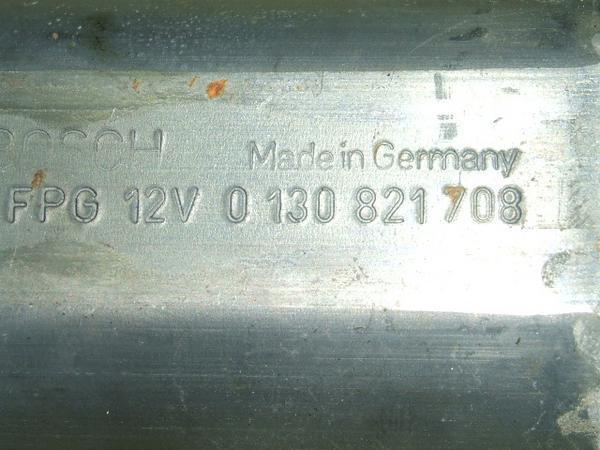 BOSCH Made in Germany
FPG 12V 0 130 821 708